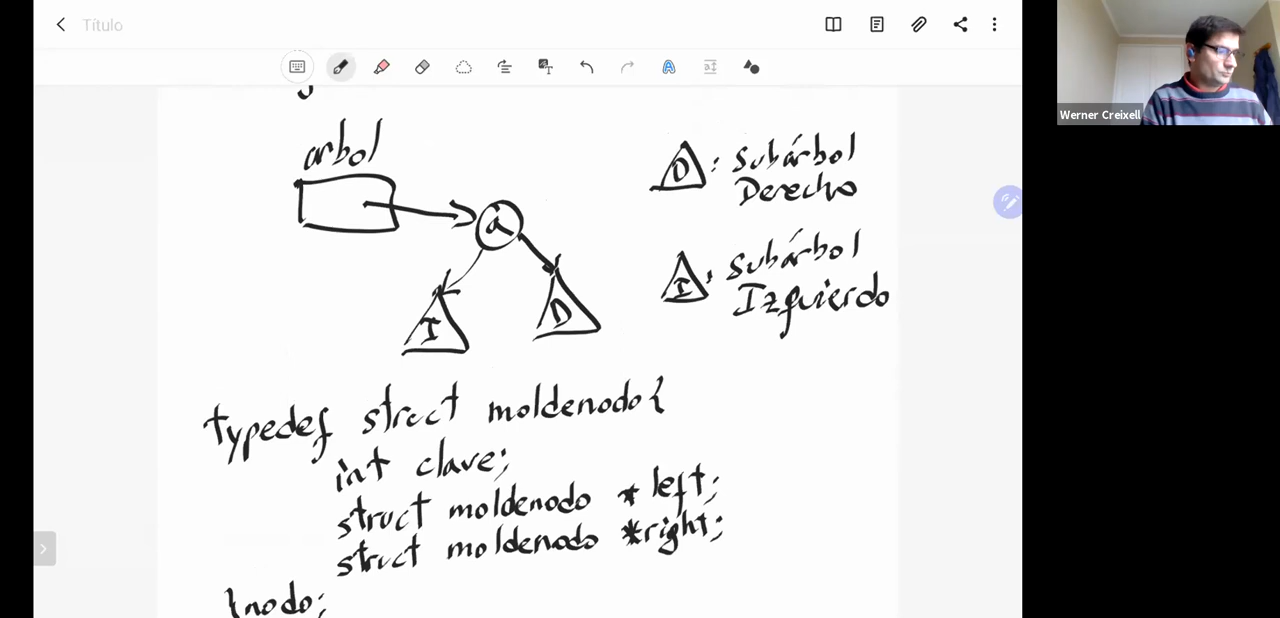 Título
Werner Creixell
arbol
a
I
D
D : Subárbol
Derecho
I : Subárbol
Izquierdo
typedef struct moldenodo {
int clave;
struct moldenodo *left;
struct moldenodo *right;
}nodo;